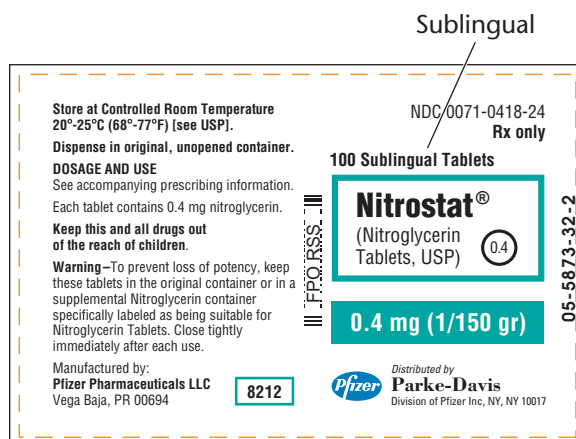 Sublingual
Store at Controlled Room Temperature
20°-25°C (68°-77°F) [see USP].
Dispense in original, unopened container.
DOSAGE AND USE
See accompanying prescribing information.
Each tablet contains 0.4 mg nitroglycerin.
Keep this and all drugs out
of the reach of children.
Warning–To prevent loss of potency, keep
these tablets in the original container or in a
supplemental Nitroglycerin container
specifically labeled as being suitable for
Nitroglycerin Tablets. Close tightly
immediately after each use.
Manufactured by:
Pfizer Pharmaceuticals LLC
Vega Baja, PR 00694
8212
FPO RSS
NDC 0071-0418-24
Rx only
100 Sublingual Tablets
Nitrostat®
(Nitroglycerin
Tablets, USP)
0.4
0.4 mg (1/150 gr)
Pfizer
Distributed by
Parke-Davis
Division of Pfizer Inc, NY, NY 10017
05-5873-32-2